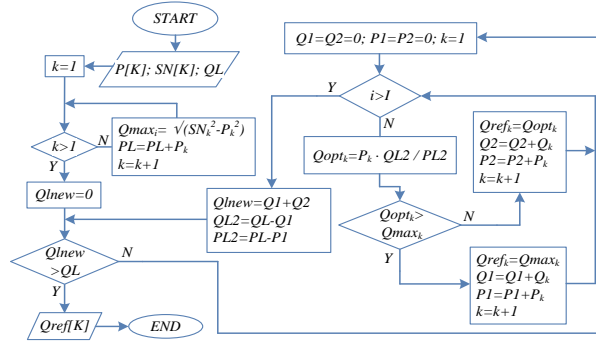 START
P[K]; SN[K]; QL
k=1
k>1
Y
N
Qmaxᵢ= √(SNₖ²-Pₖ²)
PL=PL+Pₖ
k=k+1
Qlnew=0
Qlnew
>QL
Y
N
Qref[K]
END
Q1=Q2=0; P1=P2=0; k=1
i>I
Y
N
Qlnew=Q1+Q2
QL2=QL-Q1
PL2=PL-P1
Qoptₖ=Pₖ · QL2 / PL2
Qoptₖ>
Qmaxₖ
N
Y
Qrefₖ=Qoptₖ
Q2=Q2+Qₖ
P2=P2+Pₖ
k=k+1
Qrefₖ=Qmaxₖ
Q1=Q1+Qₖ
P1=P1+Pₖ
k=k+1